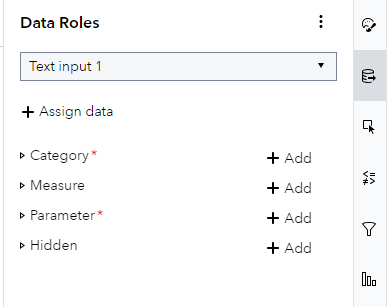 Data Roles
Text input 1
+ Assign data
Category* + Add
Measure + Add
Parameter* + Add
Hidden + Add